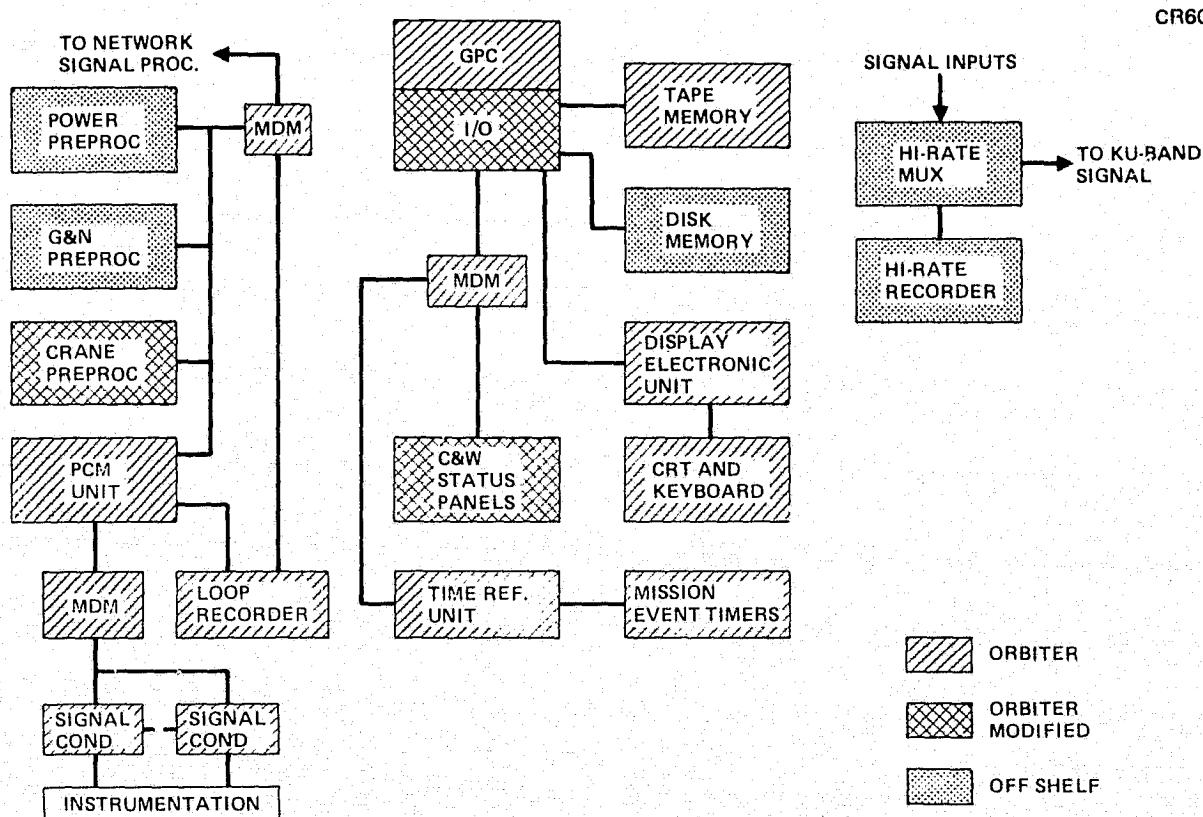 CR60
TO NETWORK
SIGNAL PROC.
POWER
PREPROC
MDM
G&N
PREPROC
CRANE
PREPROC
PCM
UNIT
MDM
LOOP
RECORDER
SIGNAL
COND
SIGNAL
COND
INSTRUMENTATION
GPC
I/O
TAPE
MEMORY
DISK
MEMORY
MDM
DISPLAY
ELECTRONIC
UNIT
C&W
STATUS
PANELS
CRT AND
KEYBOARD
TIME REF.
UNIT
MISSION
EVENT TIMERS
SIGNAL INPUTS
HI-RATE
MUX
TO KU-BAND
SIGNAL
HI-RATE
RECORDER
ORBITER
ORBITER
MODIFIED
OFF SHELF